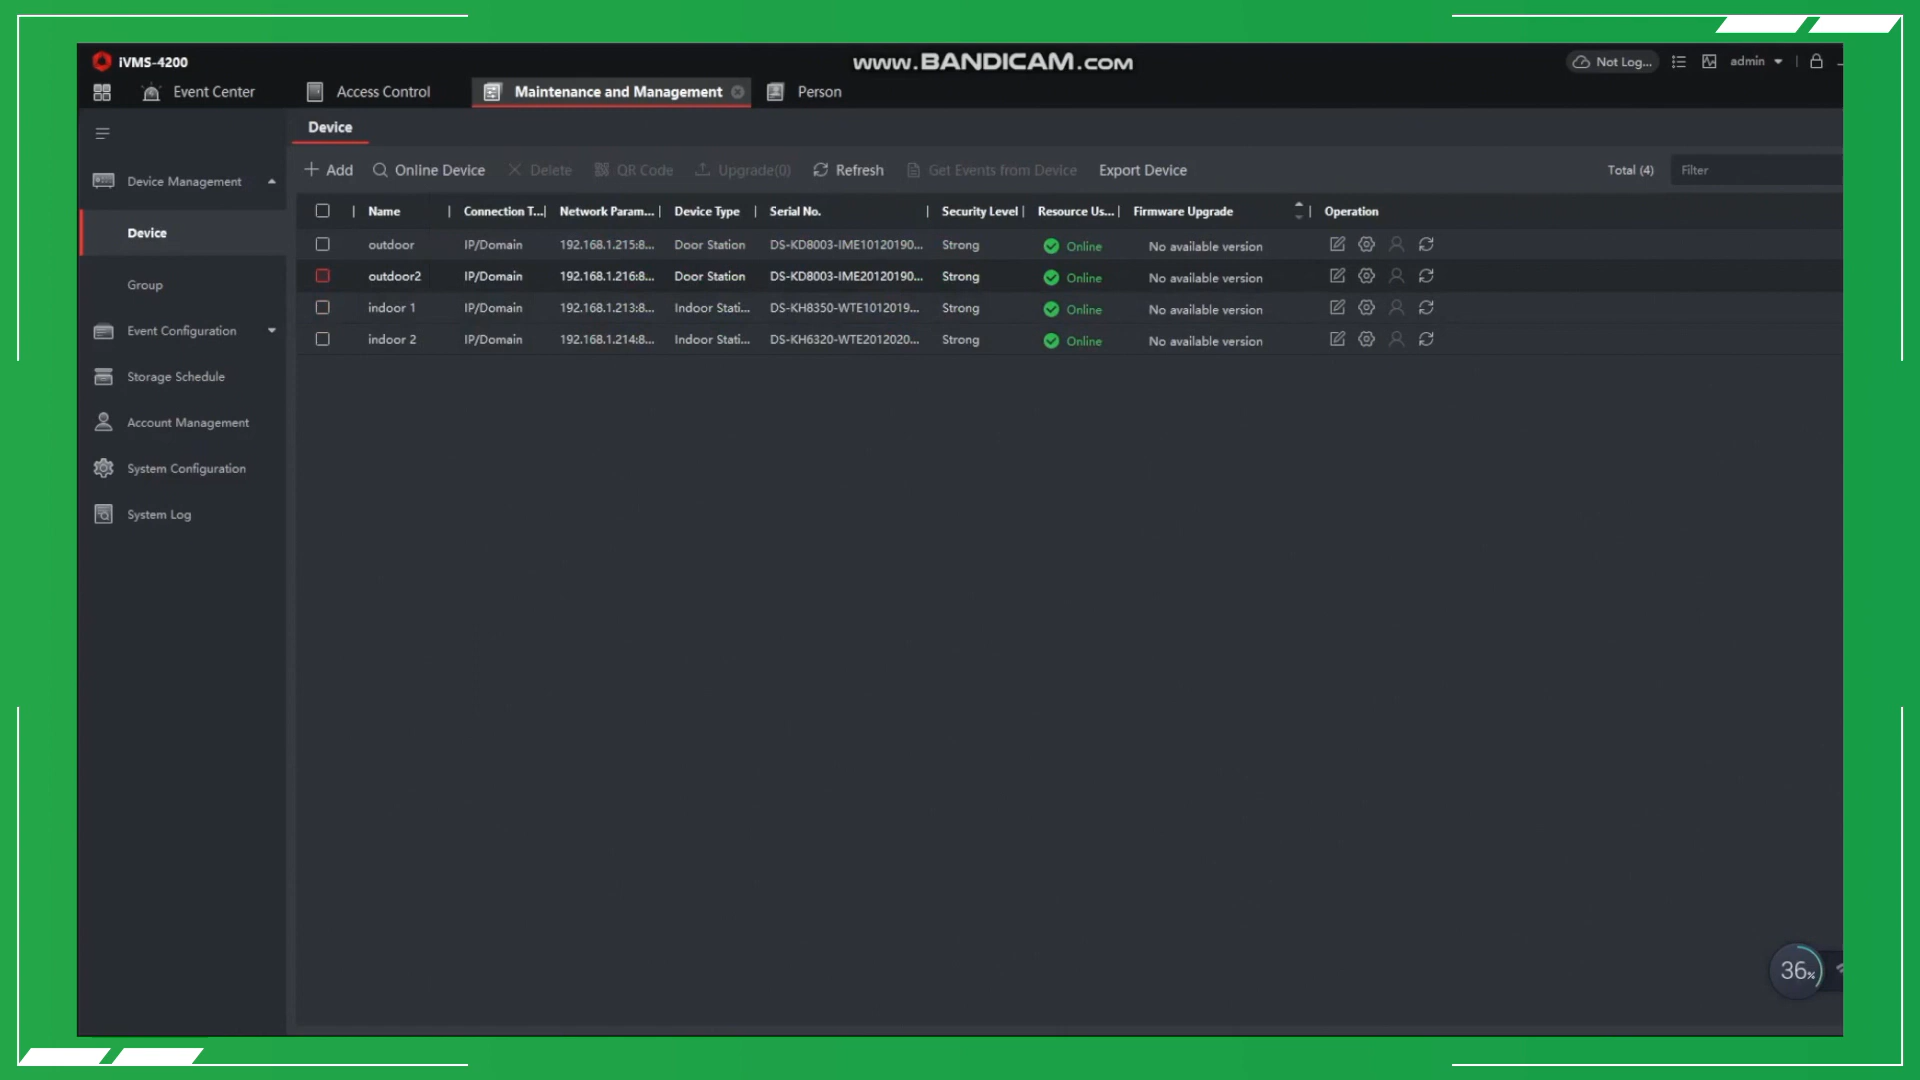 iVMS-4200
www.BANDICAM.com
Not Log...
admin
Event Center
Access Control
Maintenance and Management
Person
Device
Add
Online Device
Delete
QR Code
Upgrade(0)
Refresh
Get Events from Device
Export Device
Total (4)
Filter
Device Management
Device
Group
Event Configuration
Storage Schedule
Account Management
System Configuration
System Log
Name | Connection T...| Network Param... | Device Type | Serial No. | Security Level | Resource Us... | Firmware Upgrade | Operation
outdoor IP/Domain 192.168.1.215:8... Door Station DS-KD8003-IME10120190... Strong Online No available version
outdoor2 IP/Domain 192.168.1.216:8... Door Station DS-KD8003-IME20120190... Strong Online No available version
indoor 1 IP/Domain 192.168.1.213:8... Indoor Stati... DS-KH8350-WTE1012019... Strong Online No available version
indoor 2 IP/Domain 192.168.1.214:8... Indoor Stati... DS-KH6320-WTE2012020... Strong Online No available version
36%